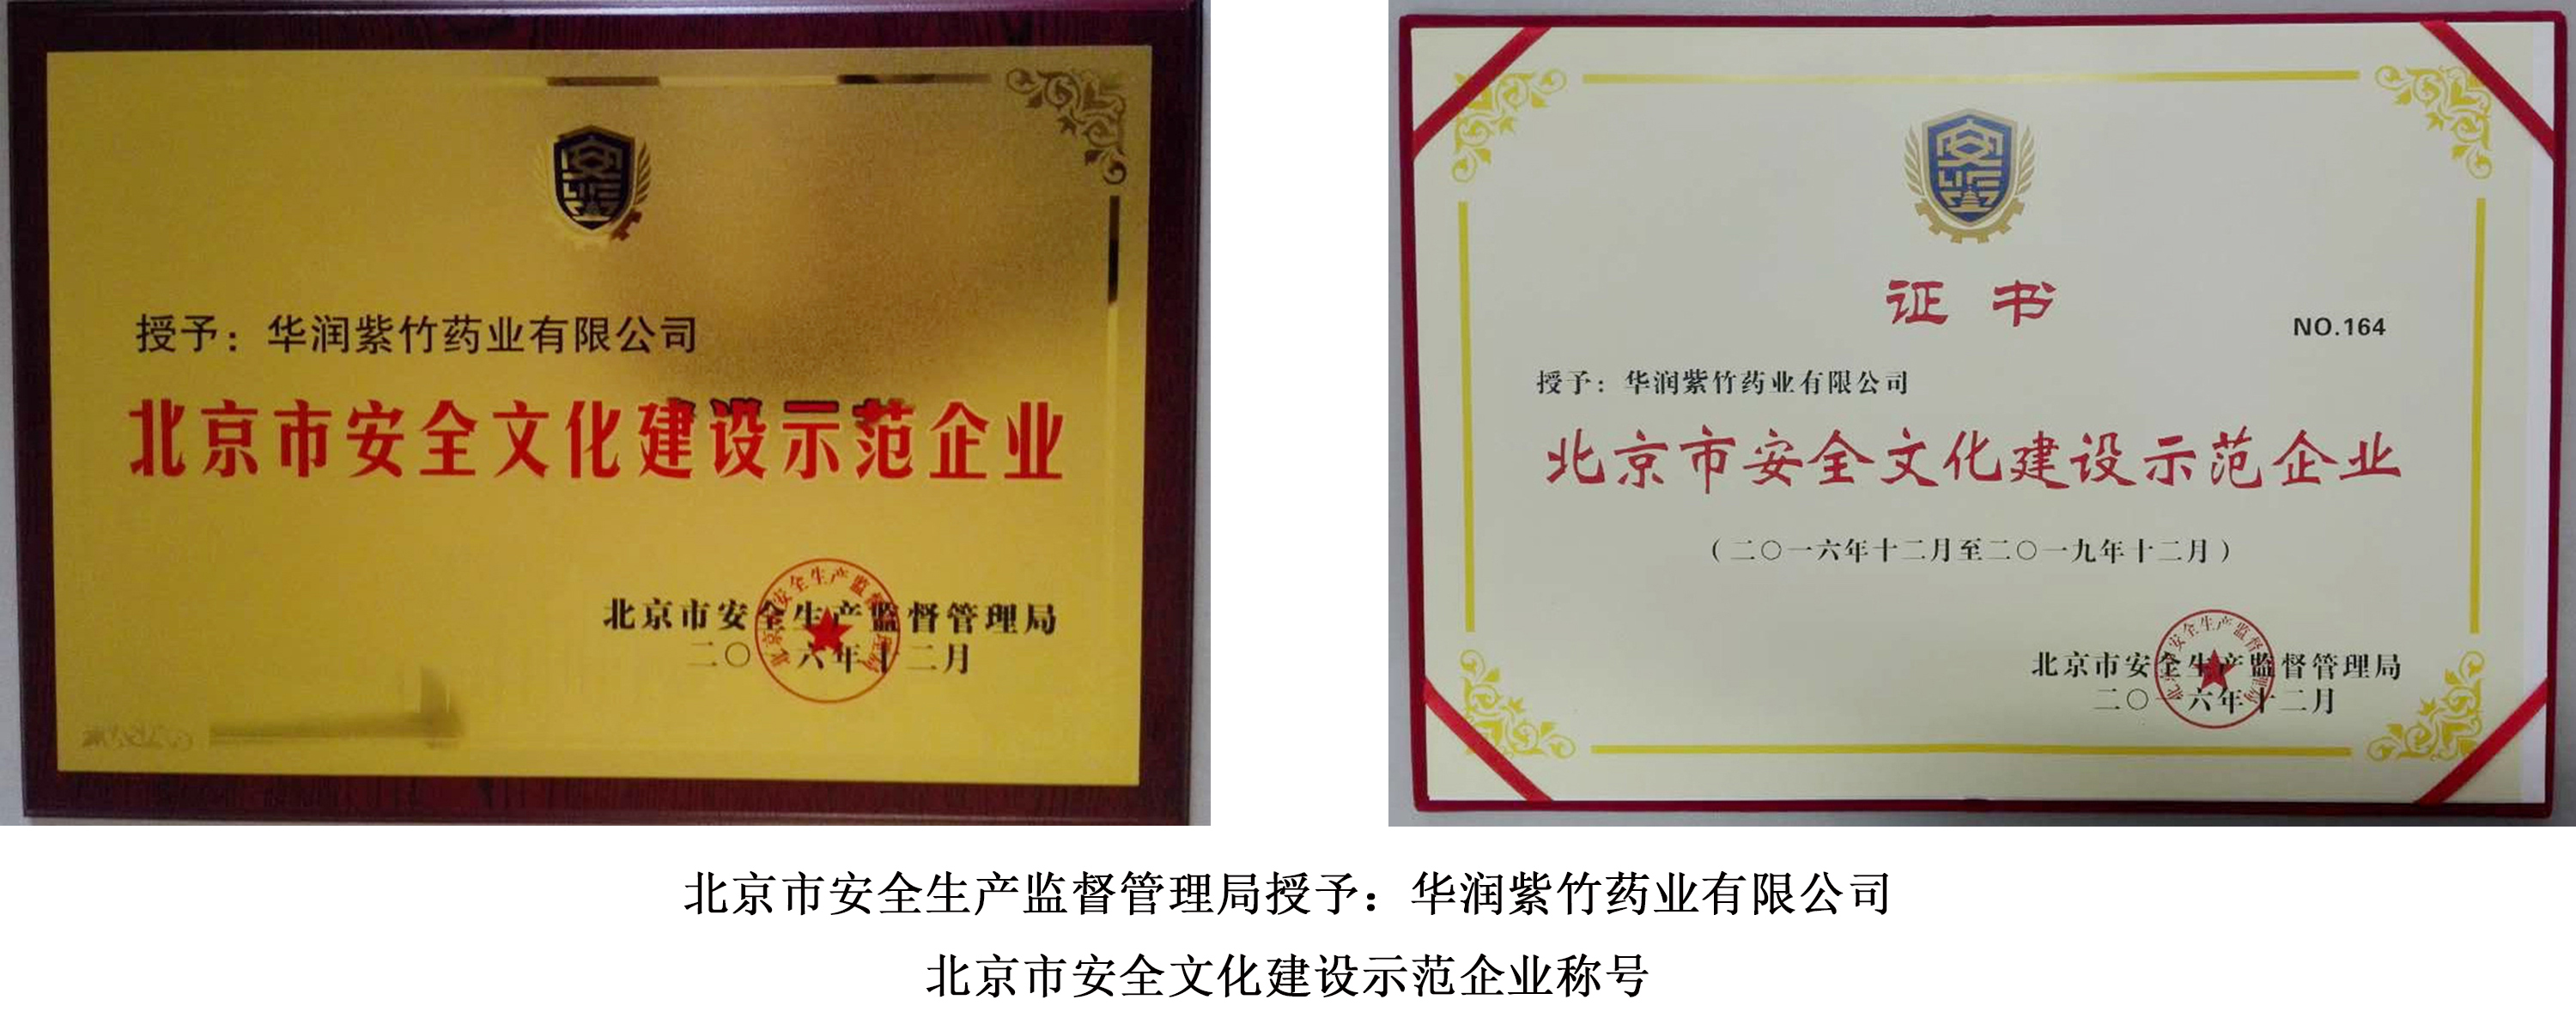 安监
授予：华润紫竹药业有限公司
北京市安全文化建设示范企业
北京市安全生产监督管理局
二〇一六年十二月
安监
证书
NO.164
授予：华润紫竹药业有限公司
北京市安全文化建设示范企业
（二〇一六年十二月至二〇一九年十二月）
北京市安全生产监督管理局
二〇一六年十二月
北京市安全生产监督管理局授予：华润紫竹药业有限公司
北京市安全文化建设示范企业称号